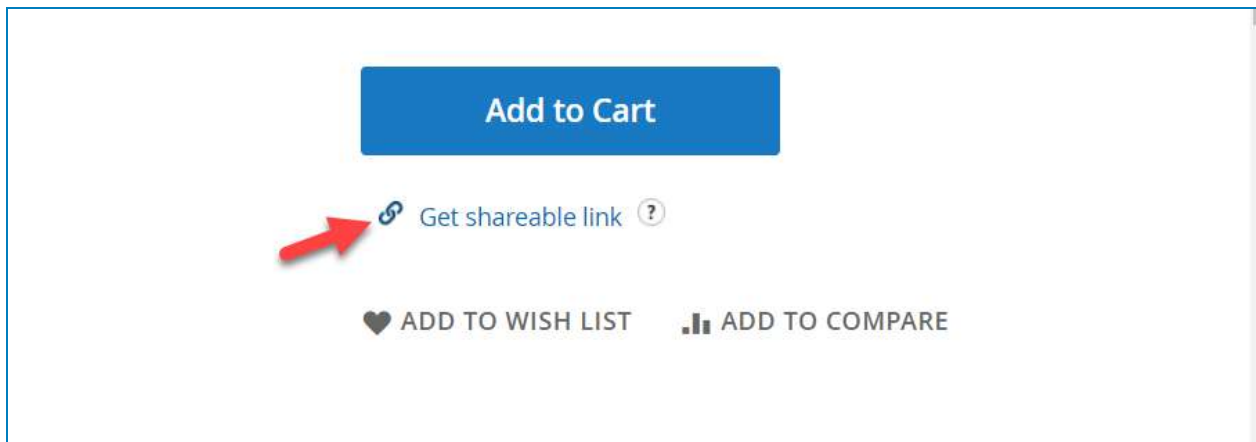 Add to Cart
Get shareable link ?
ADD TO WISH LIST ADD TO COMPARE